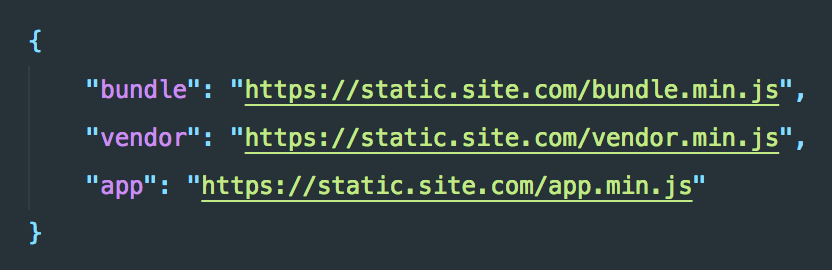 {
"bundle": "https://static.site.com/bundle.min.js",
"vendor": "https://static.site.com/vendor.min.js",
"app": "https://static.site.com/app.min.js"
}